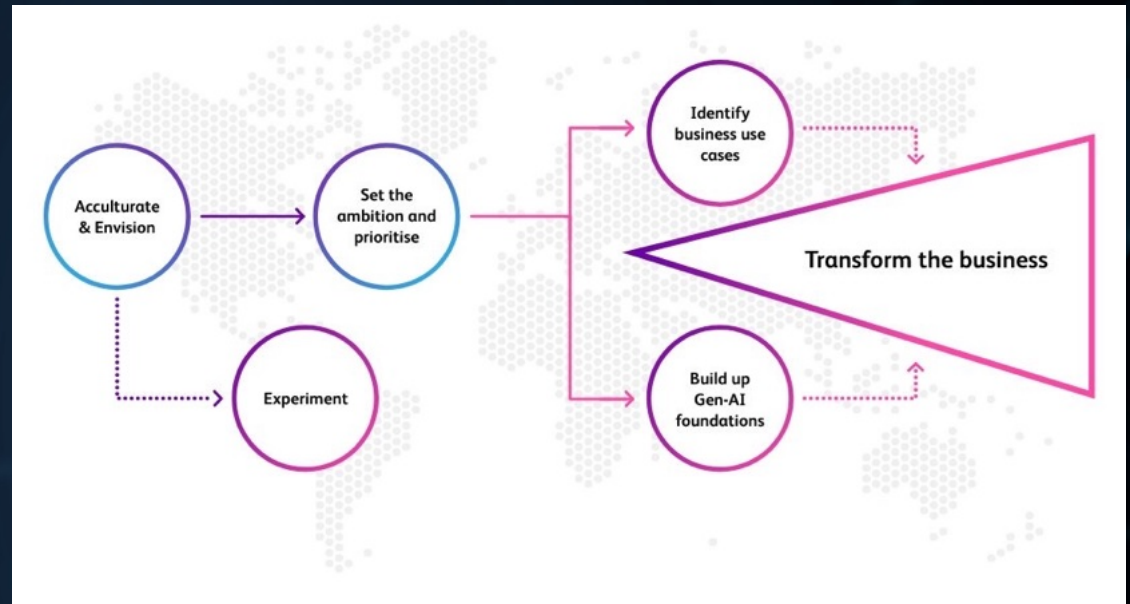 Acculturate
& Envision
Set the
ambition and
prioritise
Experiment
Identify
business use
cases
Build up
Gen-AI
foundations
Transform the business